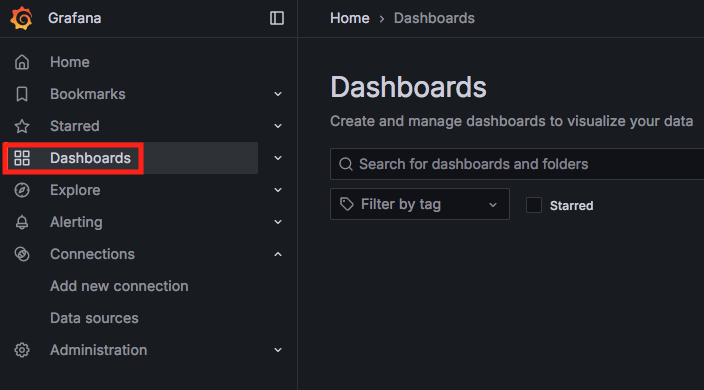 Grafana
Home › Dashboards
Home
Bookmarks
Starred
Dashboards
Explore
Alerting
Connections
Add new connection
Data sources
Administration
Dashboards
Create and manage dashboards to visualize your data
Search for dashboards and folders
Filter by tag
Starred